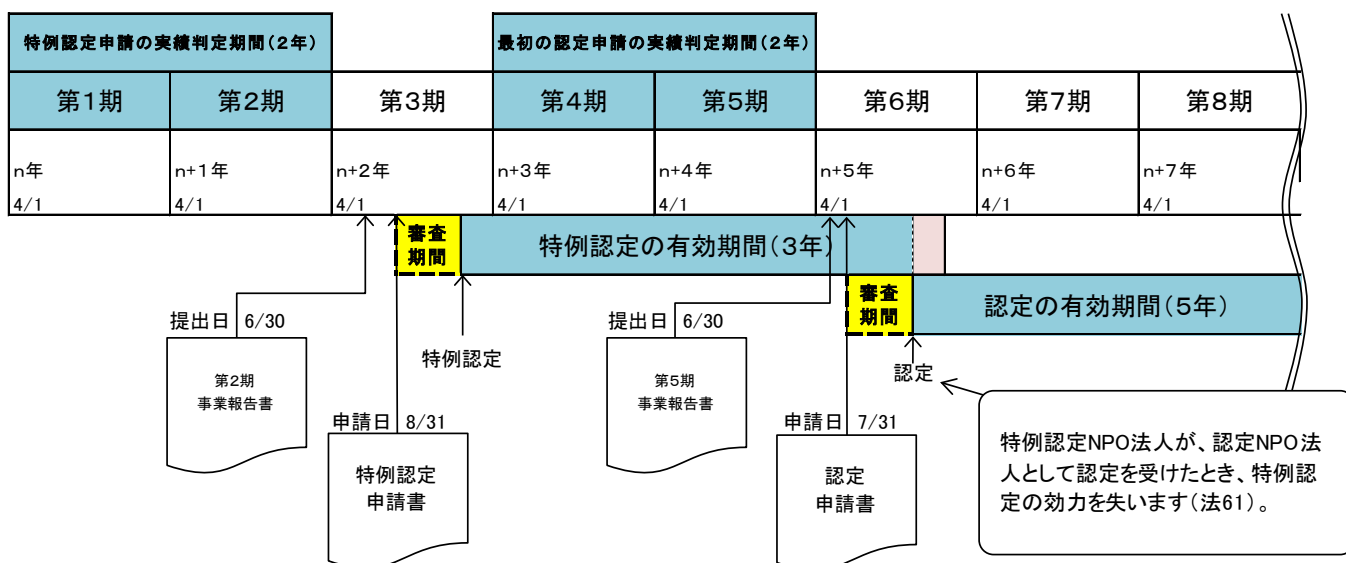 特例認定申請の実績判定期間(2年)
最初の認定申請の実績判定期間(2年)
第1期
第2期
第3期
第4期
第5期
第6期
第7期
第8期
n年
4/1
n+1年
4/1
n+2年
4/1
n+3年
4/1
n+4年
4/1
n+5年
4/1
n+6年
4/1
n+7年
4/1
審査
期間
特例認定の有効期間(3年)
審査
期間
認定の有効期間(5年)
提出日 6/30
第2期
事業報告書
特例認定
申請日 8/31
特例認定
申請書
提出日 6/30
第5期
事業報告書
認定
申請日 7/31
認定
申請書
特例認定NPO法人が、認定NPO法
人として認定を受けたとき、特例認
定の効力を失います(法61)。